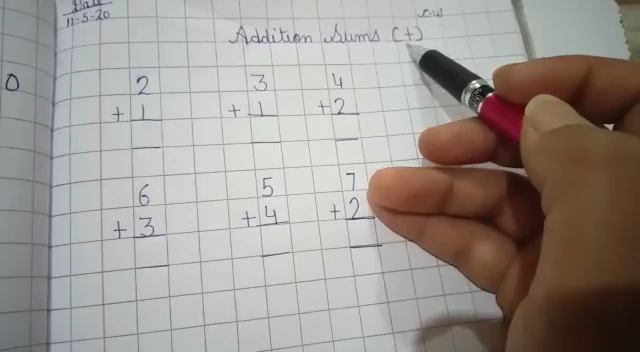 Date
11-5-20
C.W
Addition Sums (+)
0
2 3 4
+1 +1 +2
6 5 7
+3 +4 +2